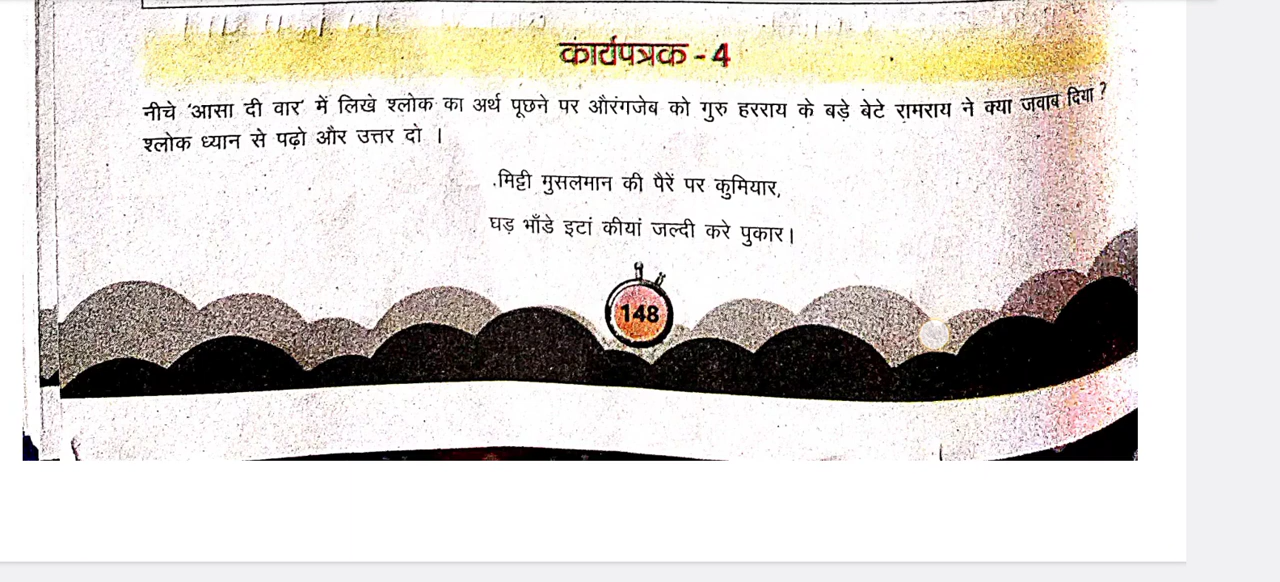 कार्यपत्रक - 4
नीचे 'आसा दी वार' में लिखे श्लोक का अर्थ पूछने पर औरंगजेब को गुरु हरराय के बड़े बेटे रामराय ने क्या जवाब दिया ?
श्लोक ध्यान से पढ़ो और उत्तर दो ।
मिट्टी मुसलमान की पैरें पर कुमियार,
घड़ भाँडे इटां कीयां जल्दी करे पुकार।
148